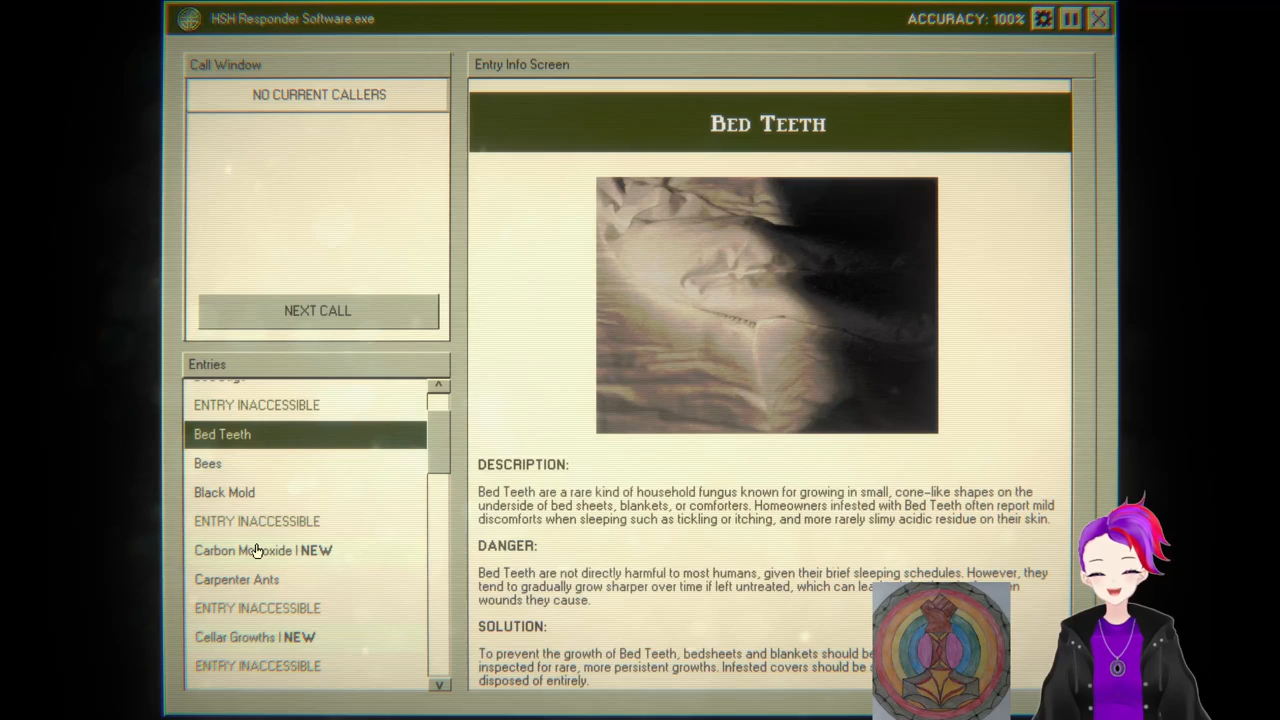 HSH Responder Software.exe
ACCURACY: 100%
Call Window
NO CURRENT CALLERS
NEXT CALL
Entries
ENTRY INACCESSIBLE
Bed Teeth
Bees
Black Mold
ENTRY INACCESSIBLE
Carbon Monoxide | NEW
Carpenter Ants
ENTRY INACCESSIBLE
Cellar Growths | NEW
ENTRY INACCESSIBLE
Entry Info Screen
BED TEETH
DESCRIPTION:
Bed Teeth are a rare kind of household fungus known for growing in small, cone-like shapes on the
underside of bed sheets, blankets, or comforters. Homeowners infested with Bed Teeth often report mild
discomforts when sleeping such as tickling or itching, and more rarely slimy acidic residue on their skin.
DANGER:
Bed Teeth are not directly harmful to most humans, given their brief sleeping schedules. However, they
tend to gradually grow sharper over time if left untreated, which can
wounds they cause.
SOLUTION:
To prevent the growth of Bed Teeth, bedsheets and blankets should be
inspected for rare, more persistent growths. Infested covers should be
disposed of entirely.